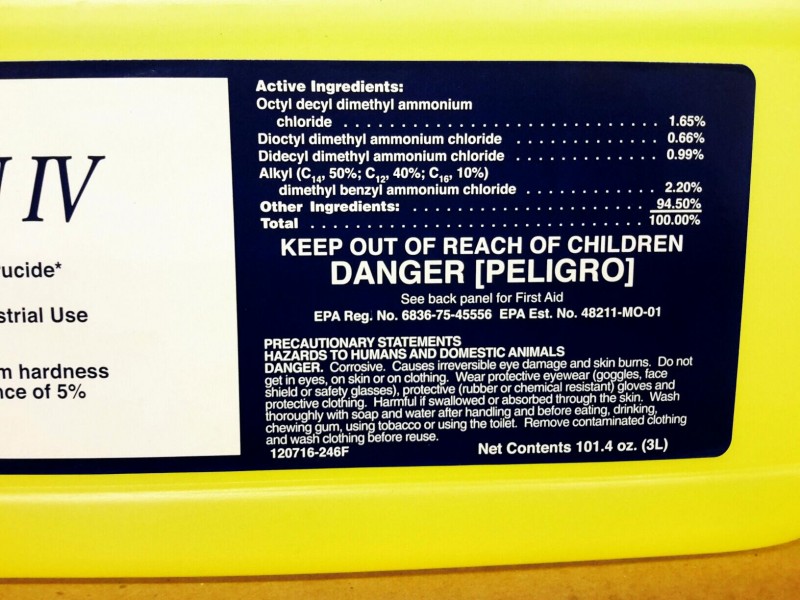 IV
ucide*
strial Use
m hardness
nce of 5%
Active Ingredients:
Octyl decyl dimethyl ammonium
chloride . . . . . . . . . . . . . . . . . . . . . . . . . . . . . . 1.65%
Dioctyl dimethyl ammonium chloride . . . . . . . . . . . . . 0.66%
Didecyl dimethyl ammonium chloride . . . . . . . . . . . . 0.99%
Alkyl (C14, 50%; C12, 40%; C16, 10%)
dimethyl benzyl ammonium chloride . . . . . . . . . . . 2.20%
Other Ingredients: . . . . . . . . . . . . . . . . . . . . . . 94.50%
Total . . . . . . . . . . . . . . . . . . . . . . . . . . . . . . . 100.00%
KEEP OUT OF REACH OF CHILDREN
DANGER [PELIGRO]
See back panel for First Aid
EPA Reg. No. 6836-75-45556 EPA Est. No. 48211-MO-01
PRECAUTIONARY STATEMENTS
HAZARDS TO HUMANS AND DOMESTIC ANIMALS
DANGER. Corrosive. Causes irreversible eye damage and skin burns. Do not
get in eyes, on skin or on clothing. Wear protective eyewear (goggles, face
shield or safety glasses), protective (rubber or chemical resistant) gloves and
protective clothing. Harmful if swallowed or absorbed through the skin. Wash
thoroughly with soap and water after handling and before eating, drinking,
chewing gum, using tobacco or using the toilet. Remove contaminated clothing
and wash clothing before reuse.
120716-246F
Net Contents 101.4 oz. (3L)